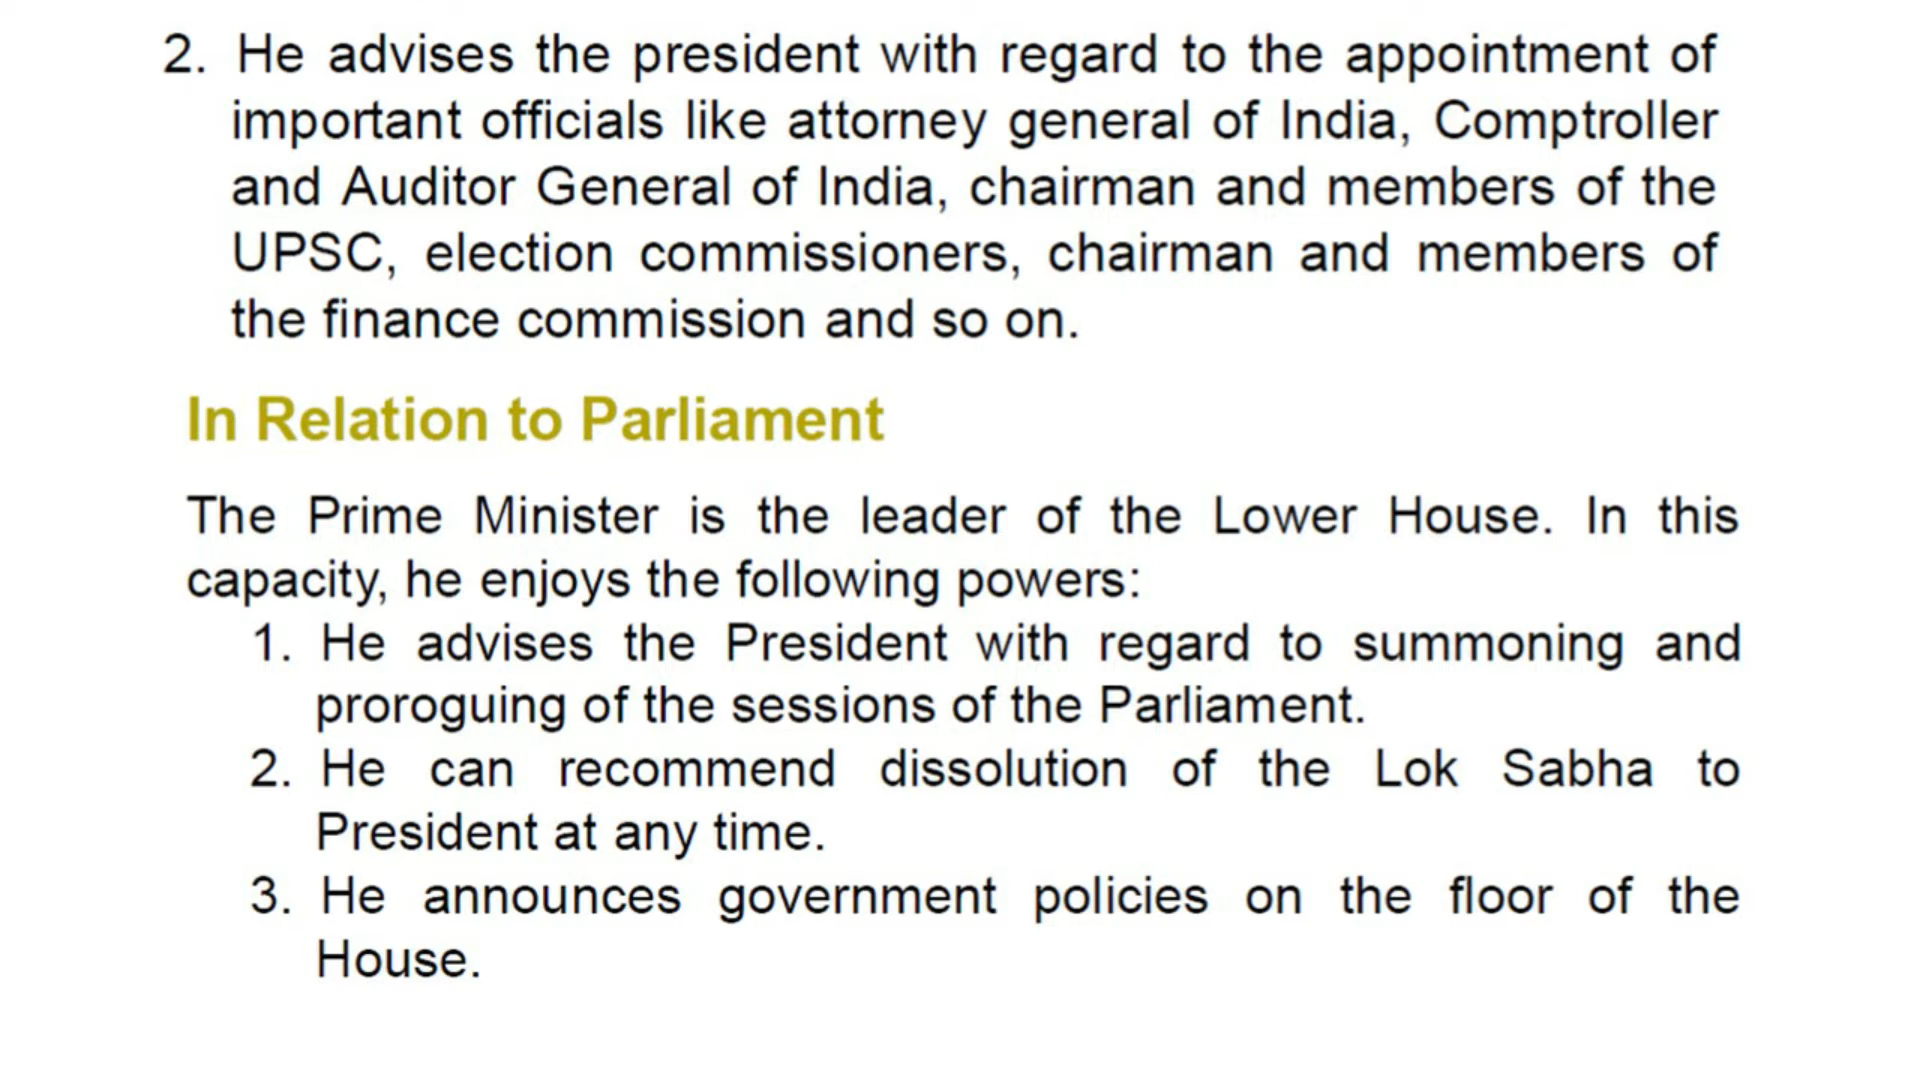 2. He advises the president with regard to the appointment of
important officials like attorney general of India, Comptroller
and Auditor General of India, chairman and members of the
UPSC, election commissioners, chairman and members of
the finance commission and so on.
In Relation to Parliament
The Prime Minister is the leader of the Lower House. In this
capacity, he enjoys the following powers:
1. He advises the President with regard to summoning and
proroguing of the sessions of the Parliament.
2. He can recommend dissolution of the Lok Sabha to
President at any time.
3. He announces government policies on the floor of the
House.